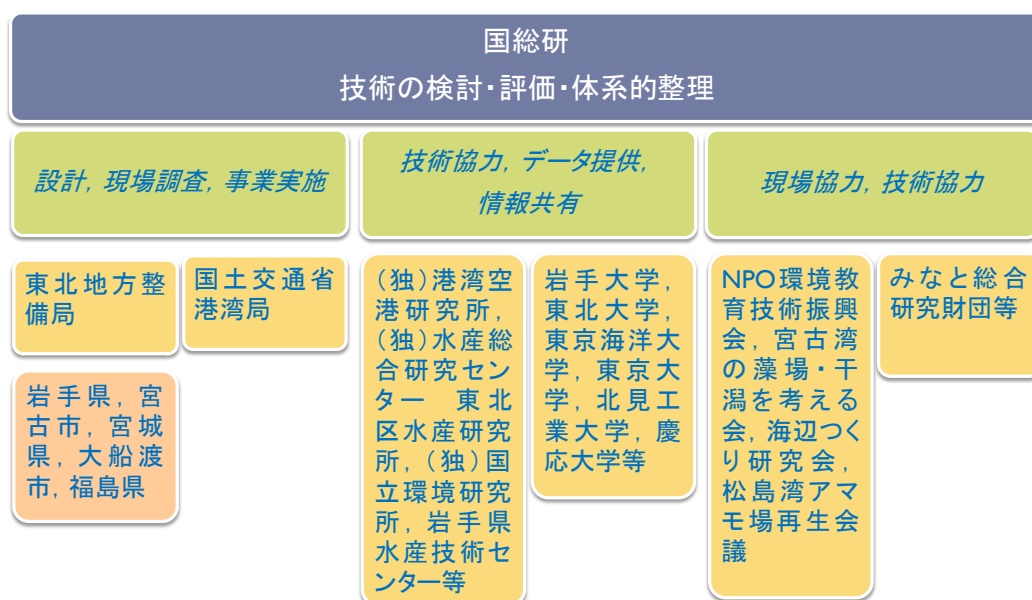 国総研
技術の検討・評価・体系的整理
設計, 現場調査, 事業実施
技術協力, データ提供,
情報共有
現場協力, 技術協力
東北地方整
備局
国土交通省
港湾局
岩手県, 宮
古市, 宮城
県, 大船渡
市, 福島県
(独)港湾空
港研究所,
(独)水産総
合研究セン
ター 東北
区水産研究
所, (独)国
立環境研究
所, 岩手県
水産技術セ
ンター等
岩手大学,
東北大学,
東京海洋大
学, 東京大
学, 北見工
業大学, 慶
応大学等
NPO環境教
育技術振興
会, 宮古湾
の藻場・干
潟を考える
会, 海辺つく
り研究会,
松島湾アマ
モ場再生会
議
みなと総合
研究財団等